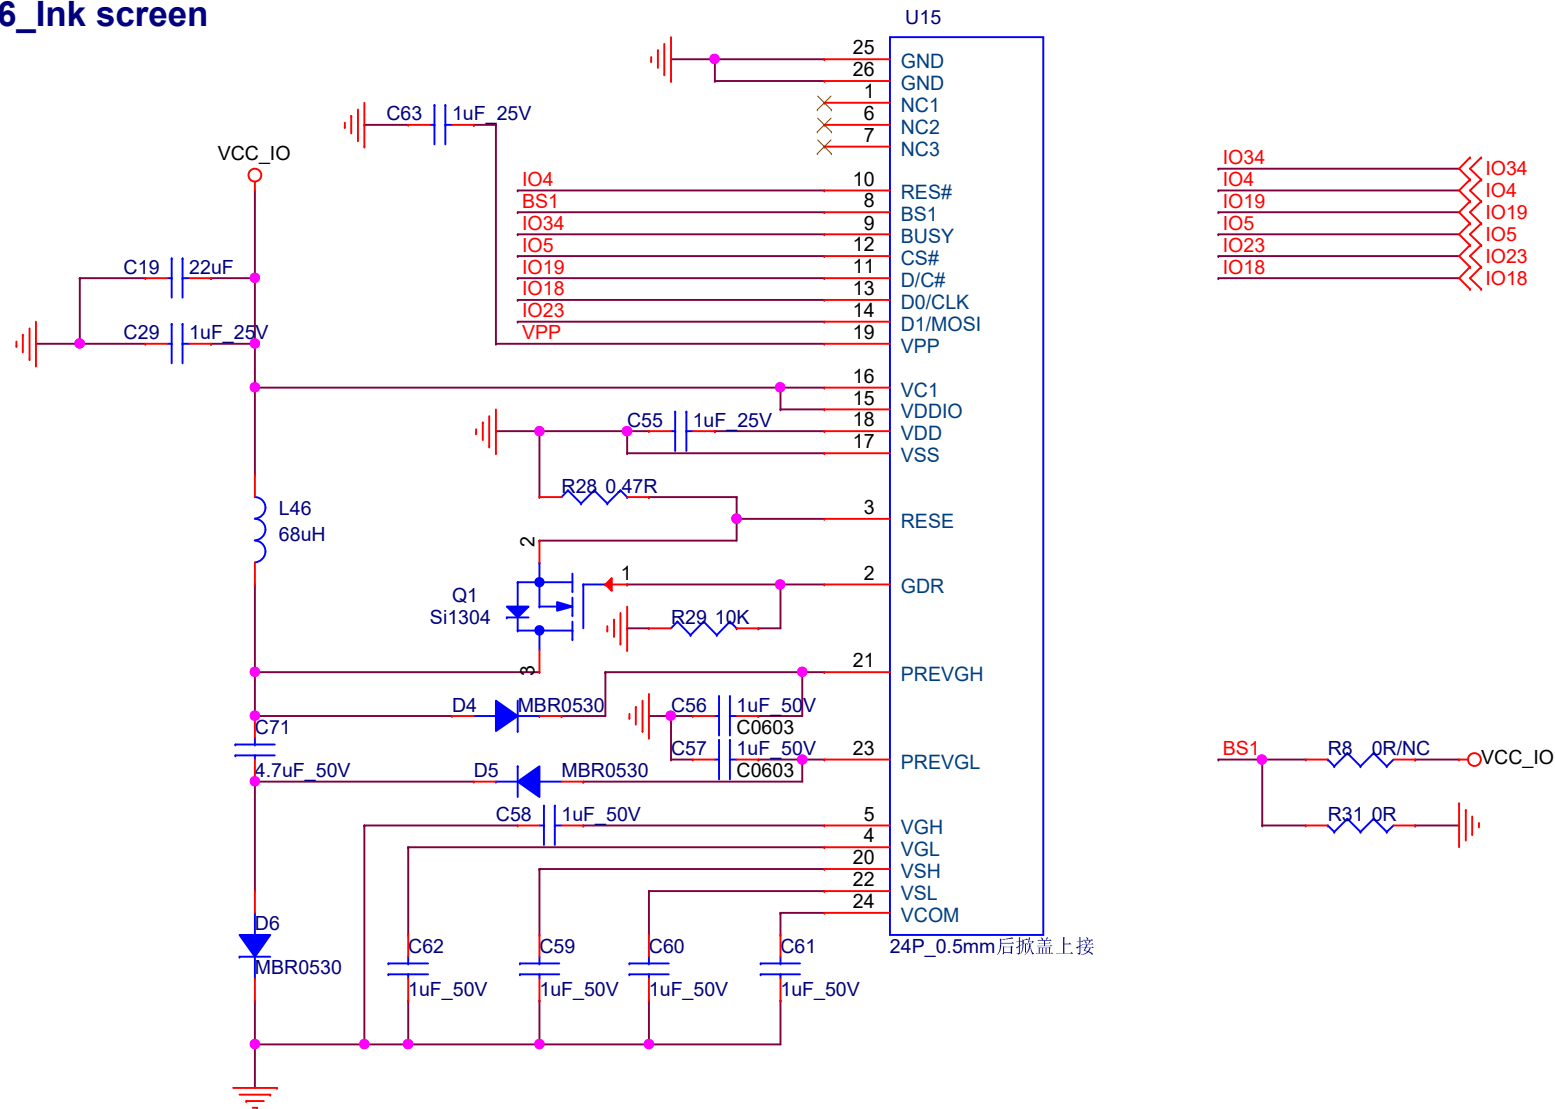 6_Ink screen
U15
25 GND
26 GND
1 NC1
6 NC2
7 NC3
C63 1uF_25V
VCC_IO
IO4 10 RES#
BS1 8 BS1
IO34 9 BUSY
IO5 12 CS#
IO19 11 D/C#
IO18 13 D0/CLK
IO23 14 D1/MOSI
VPP 19 VPP
IO34 IO34
IO4 IO4
IO19 IO19
IO5 IO5
IO23 IO23
IO18 IO18
C19 22uF
C29 1uF_25V
16 VC1
15 VDDIO
C55 1uF_25V 18 VDD
17 VSS
R28 0.47R
3 RESE
L46
68uH
2
1
2 GDR
Q1
Si1304
R29 10K
3
21 PREVGH
D4 MBR0530
C56 1uF_50V
C0603
C71
4.7uF_50V
C57 1uF_50V
C0603
23 PREVGL
D5 MBR0530
BS1 R8 0R/NC VCC_IO
R31 0R
C58 1uF_50V
5 VGH
4 VGL
20 VSH
22 VSL
24 VCOM
24P_0.5mm后掀盖上接
D6
MBR0530
C62
1uF_50V
C59
1uF_50V
C60
1uF_50V
C61
1uF_50V